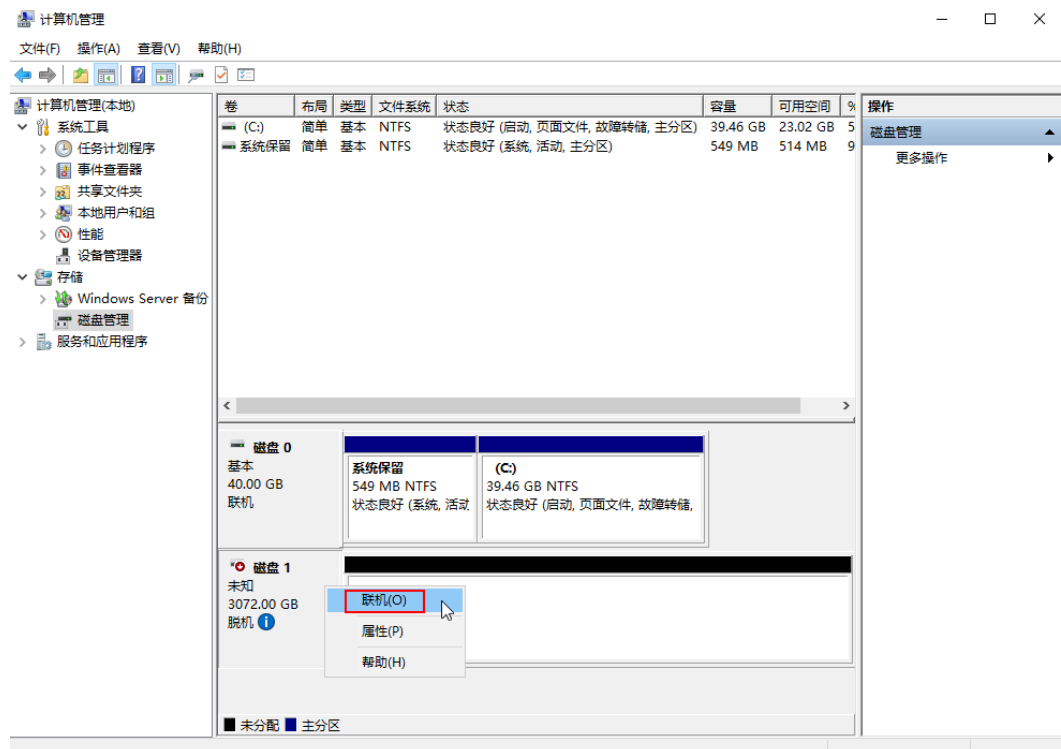 计算机管理
文件(F) 操作(A) 查看(V) 帮助(H)
计算机管理(本地)
系统工具
任务计划程序
事件查看器
共享文件夹
本地用户和组
性能
设备管理器
存储
Windows Server 备份
磁盘管理
服务和应用程序
卷 布局 类型 文件系统 状态 容量 可用空间 %
(C:) 简单 基本 NTFS 状态良好 (启动, 页面文件, 故障转储, 主分区) 39.46 GB 23.02 GB 5
系统保留 简单 基本 NTFS 状态良好 (系统, 活动, 主分区) 549 MB 514 MB 9
操作
磁盘管理
更多操作
磁盘 0
基本
40.00 GB
联机
系统保留
549 MB NTFS
状态良好 (系统, 活动
(C:)
39.46 GB NTFS
状态良好 (启动, 页面文件, 故障转储,
磁盘 1
未知
3072.00 GB
脱机
联机(O)
属性(P)
帮助(H)
未分配 主分区